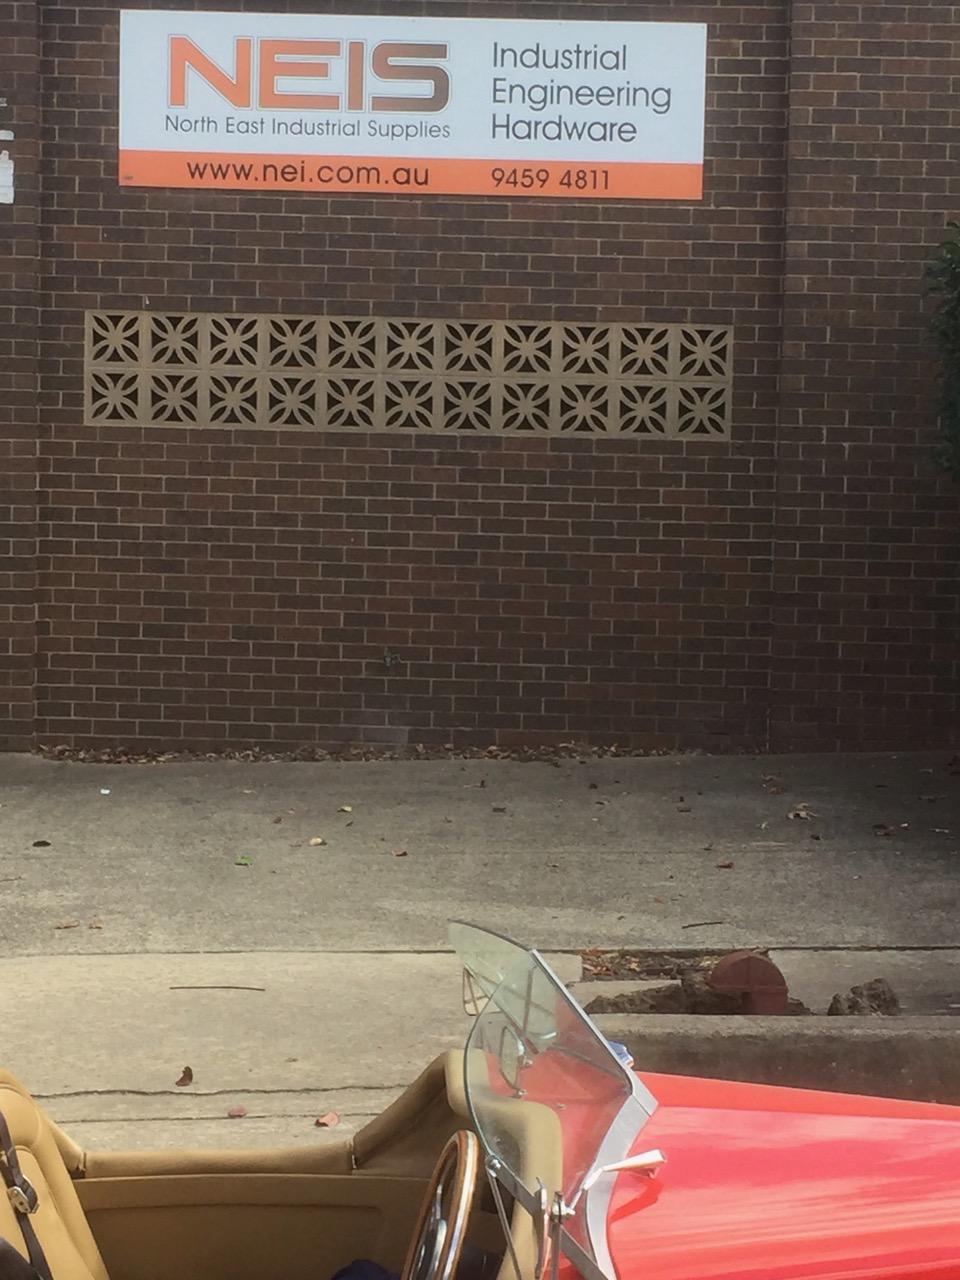 NEIS
North East Industrial Supplies
Industrial
Engineering
Hardware
www.nei.com.au
9459 4811